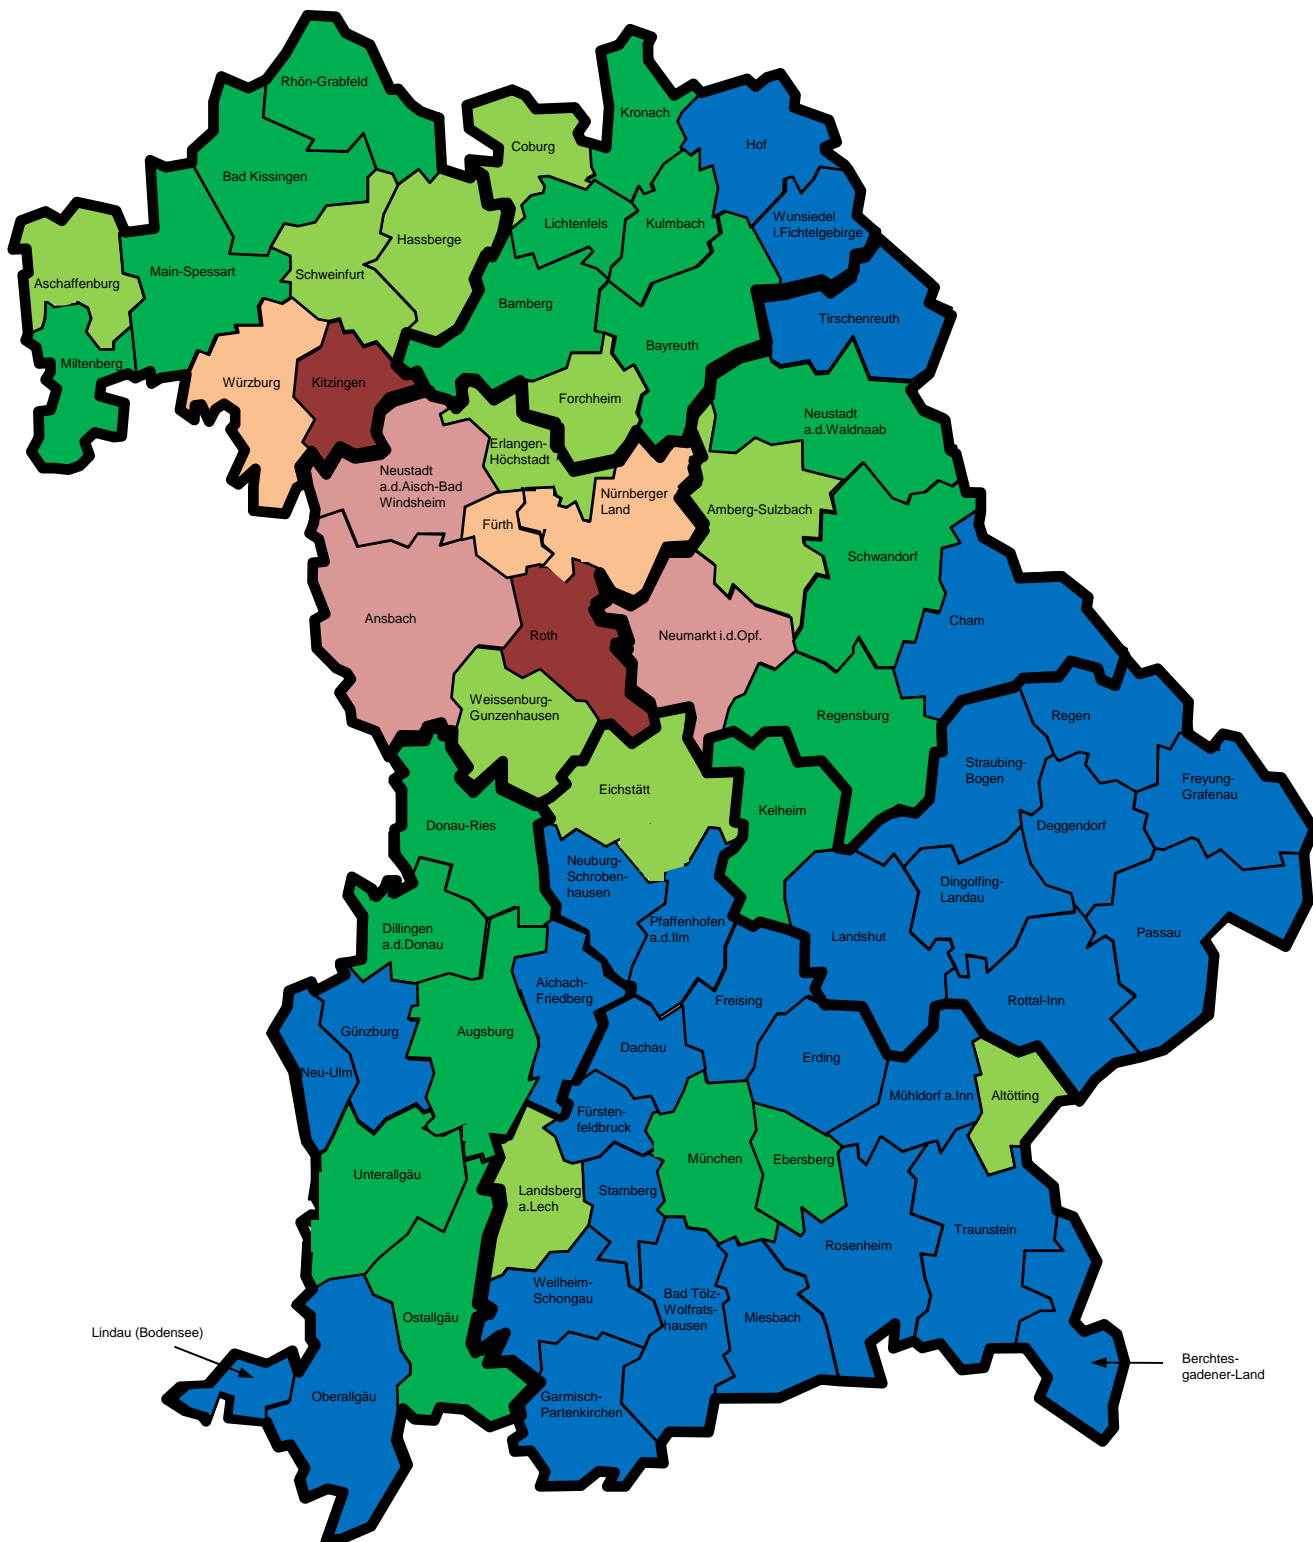 Rhön-Grabfeld
Kronach
Hof
Coburg
Bad Kissingen
Lichtenfels
Kulmbach
Wunsiedel
i.Fichtelgebirge
Hassberge
Main-Spessart
Schweinfurt
Aschaffenburg
Bamberg
Tirschenreuth
Bayreuth
Miltenberg
Würzburg
Kitzingen
Forchheim
Neustadt
a.d.Waldnaab
Erlangen-
Höchstadt
Neustadt
a.d.Aisch-Bad
Windsheim
Nürnberger
Land
Amberg-Sulzbach
Fürth
Schwandorf
Ansbach
Roth
Neumarkt i.d.Opf.
Cham
Weissenburg-
Gunzenhausen
Regensburg
Regen
Straubing-
Bogen
Freyung-
Grafenau
Eichstätt
Kelheim
Donau-Ries
Deggendorf
Neuburg-
Schroben-
hausen
Dingolfing-
Landau
Pfaffenhofen
a.d.Ilm
Dillingen
a.d.Donau
Landshut
Passau
Aichach-
Friedberg
Freising
Rottal-Inn
Günzburg
Augsburg
Dachau
Erding
Neu-Ulm
Mühldorf a.Inn
Altötting
Fürsten-
feldbruck
München
Ebersberg
Unterallgäu
Landsberg
a.Lech
Starnberg
Traunstein
Rosenheim
Weilheim-
Schongau
Bad Tölz-
Wolfrats-
hausen
Miesbach
Ostallgäu
Lindau (Bodensee)
Berchtes-
gadener-Land
Oberallgäu
Garmisch-
Partenkirchen